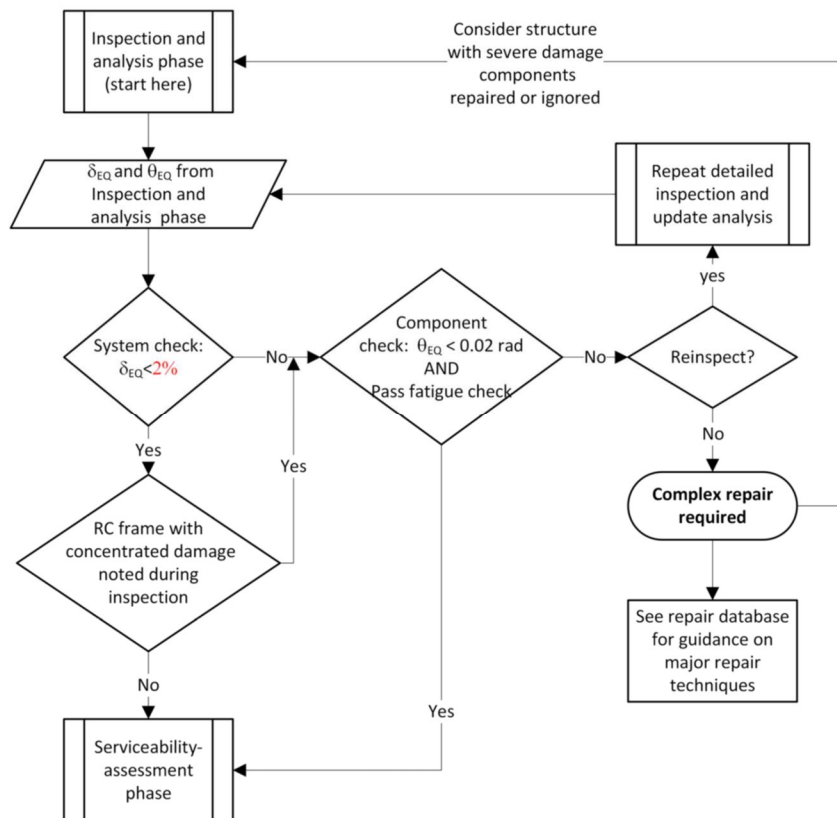 Inspection and
analysis phase
(start here)
Consider structure
with severe damage
components
repaired or ignored
δEQ and θEQ from
Inspection and
analysis phase
Repeat detailed
inspection and
update analysis
yes
System check:
δEQ<2%
No
Component
check: θEQ < 0.02 rad
AND
Pass fatigue check
No
Reinspect?
Yes
Yes
No
RC frame with
concentrated damage
noted during
inspection
Complex repair
required
See repair database
for guidance on
major repair
techniques
No
Yes
Serviceability-
assessment
phase